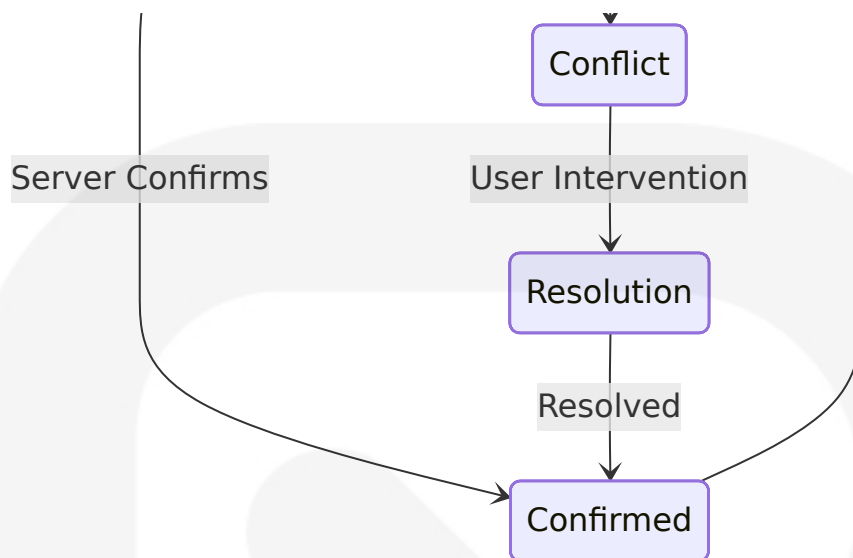 Conflict
Server Confirms
User Intervention
Resolution
Resolved
Confirmed